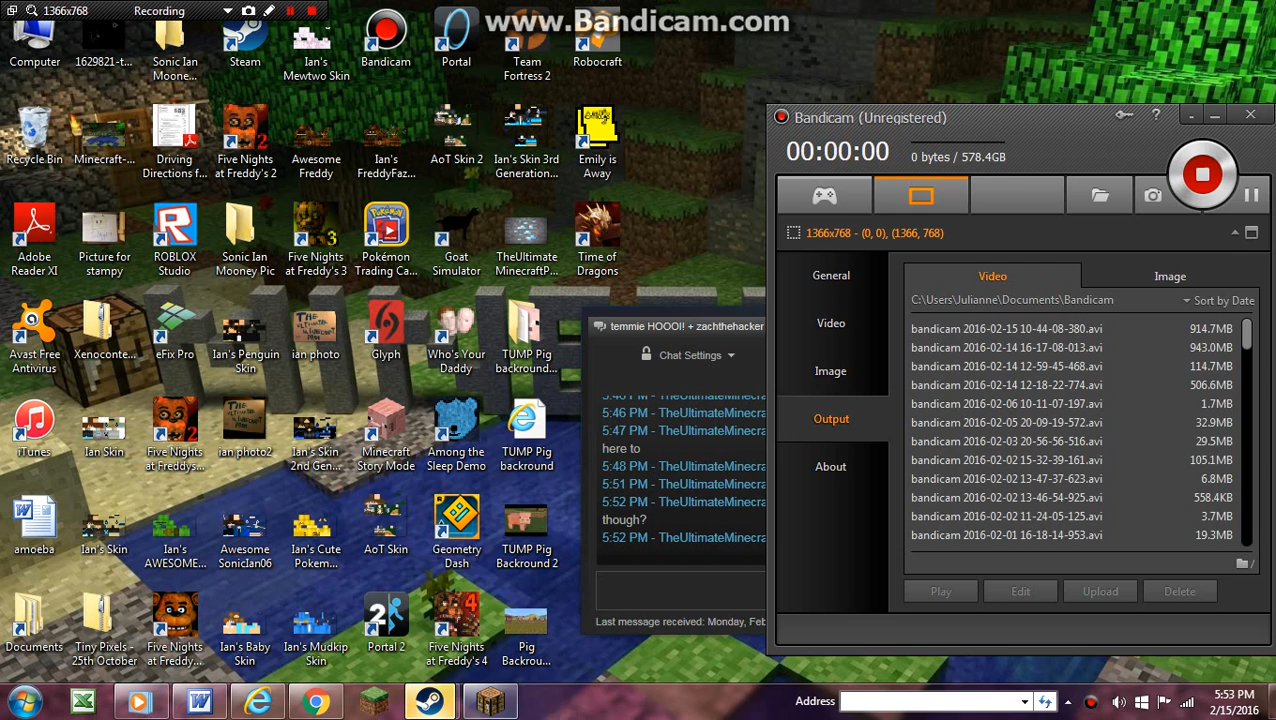 1366x768 Recording
www.Bandicam.com
Computer
1629821-t...
Sonic Ian Mooney...
Steam
Ian's Mewtwo Skin
Bandicam
Portal
Team Fortress 2
Robocraft
Recycle Bin
Minecraft-...
Driving Directions f...
Five Nights at Freddy's 2
Awesome Freddy
Ian's FreddyFaz...
AoT Skin 2
Ian's Skin 3rd Gen...
Emily is Away
Adobe Reader XI
Picture for stampy
ROBLOX Studio
Sonic Ian Mooney Pic
Five Nights at Freddy's 3
Pokémon Trading Ca...
Goat Simulator
TheUltimate MinecraftP...
Time of Dragons
Avast Free Antivirus
Xenoconte...
eFix Pro
Ian's Penguin Skin
ian photo
Glyph
Who's Your Daddy
TUMP Pig backroun...
iTunes
Ian Skin
Five Nights at Freddys...
ian photo2
Ian's Skin 2nd Gen...
Minecraft Story Mode
Among the Sleep Demo
TUMP Pig backround
amoeba
Ian's Skin
Ian's AWESOME...
Awesome SonicIan06
Ian's Cute Pokem...
AoT Skin
Geometry Dash
TUMP Pig Backround 2
Documents
Tiny Pixels - 25th October
Five Nights at Freddy...
Ian's Baby Skin
Ian's Mudkip Skin
Portal 2
Five Nights at Freddy's 4
Pig Backrou...
temmie HOOO!! + zachthehacker
Chat Settings
5:46 PM - TheUltimateMinecra
5:46 PM - TheUltimateMinecra
5:47 PM - TheUltimateMinecra
here to
5:48 PM - TheUltimateMinecra
5:51 PM - TheUltimateMinecra
5:52 PM - TheUltimateMinecra
though?
5:52 PM - TheUltimateMinecra
Last message received: Monday, Feb
Bandicam (Unregistered)
00:00:00 0 bytes / 578.4GB
1366x768 - (0, 0), (1366, 768)
General
Video
Image
Output
About
Video Image
C:\Users\Julianne\Documents\Bandicam Sort by Date
bandicam 2016-02-15 10-44-08-380.avi 914.7MB
bandicam 2016-02-14 16-17-08-013.avi 943.0MB
bandicam 2016-02-14 12-59-45-468.avi 114.7MB
bandicam 2016-02-14 12-18-22-774.avi 506.6MB
bandicam 2016-02-06 10-11-07-197.avi 1.7MB
bandicam 2016-02-05 20-09-19-572.avi 32.9MB
bandicam 2016-02-03 20-56-56-516.avi 29.5MB
bandicam 2016-02-02 15-32-39-161.avi 105.1MB
bandicam 2016-02-02 13-47-37-623.avi 6.8MB
bandicam 2016-02-02 13-46-54-325.avi 558.4KB
bandicam 2016-02-02 11-24-05-125.avi 3.7MB
bandicam 2016-02-01 16-18-14-953.avi 19.3MB
Play Edit Upload Delete
Address
5:53 PM
2/15/2016